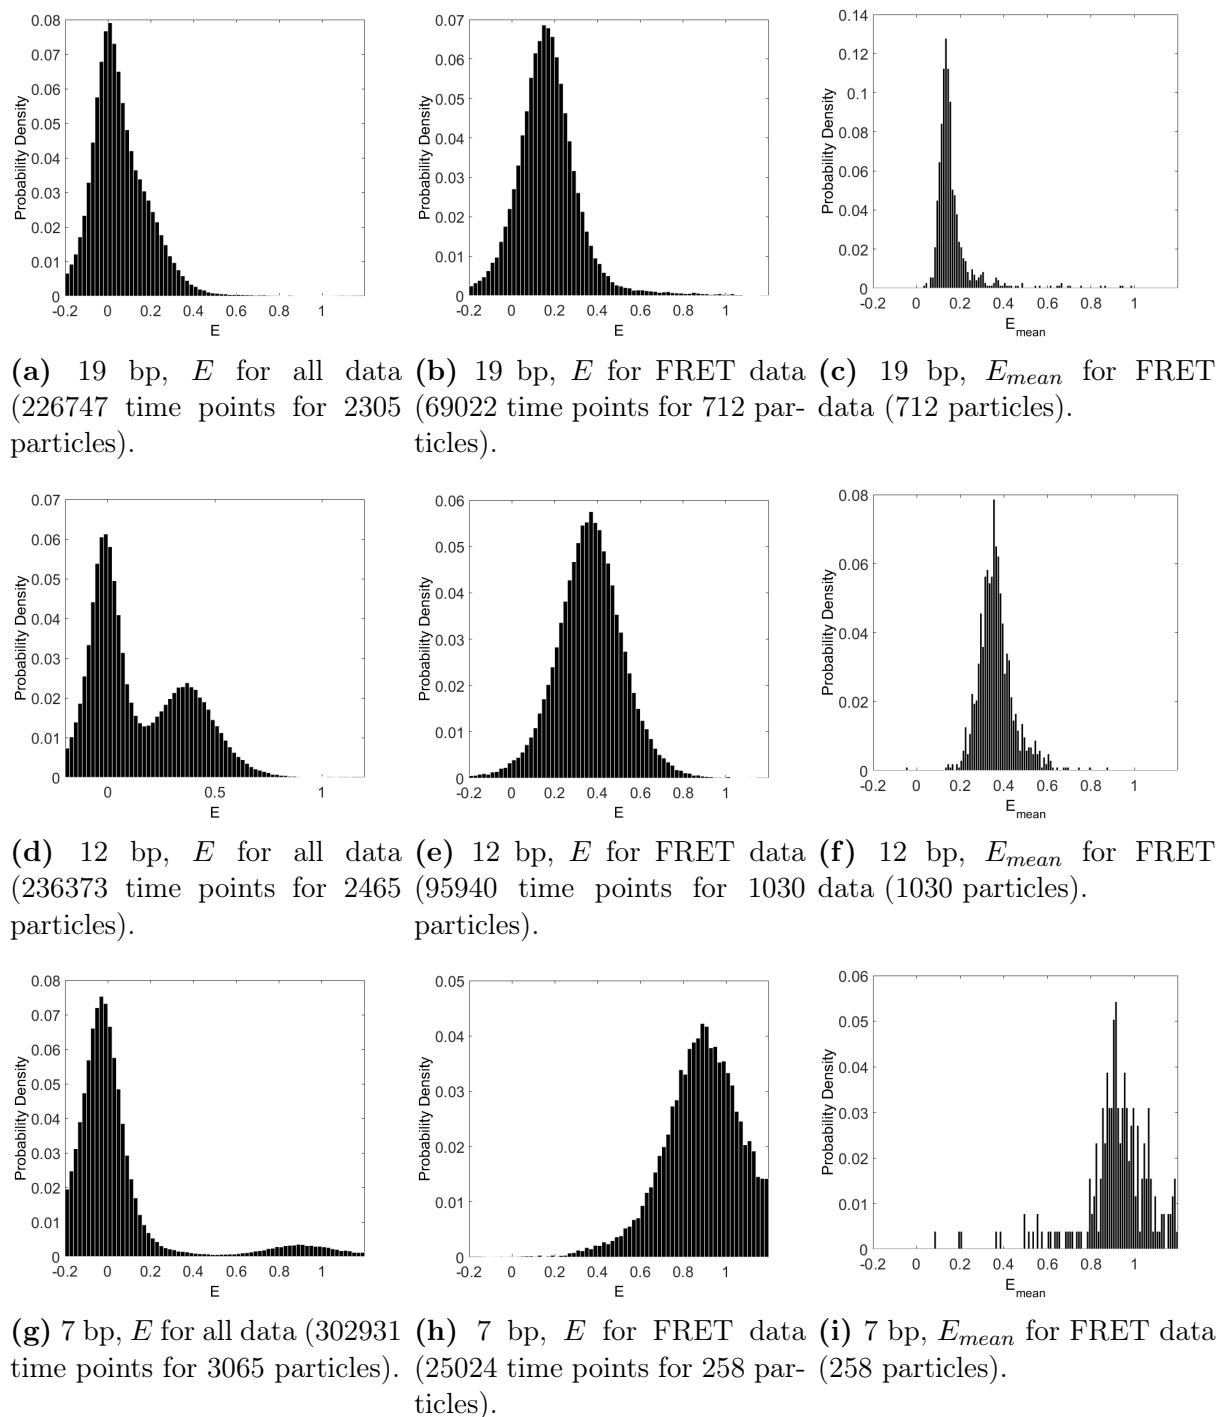 0.08
0.07
0.06
0.05
0.04
0.03
0.02
0.01
0
-0.2 0 0.2 0.4 0.6 0.8 1
E
Probability Density
0.07
0.06
0.05
0.04
0.03
0.02
0.01
0
-0.2 0 0.2 0.4 0.6 0.8 1
E
Probability Density
0.14
0.12
0.1
0.08
0.06
0.04
0.02
0
-0.2 0 0.2 0.4 0.6 0.8 1
E_mean
Probability Density
(a) 19 bp, E for all data
(226747 time points for 2305
particles).
(b) 19 bp, E for FRET data
(69022 time points for 712 par-
ticles).
(c) 19 bp, E_mean for FRET
data (712 particles).
0.07
0.06
0.05
0.04
0.03
0.02
0.01
0
0 0.5 1
E
Probability Density
0.06
0.05
0.04
0.03
0.02
0.01
0
-0.2 0 0.2 0.4 0.6 0.8 1
E
Probability Density
0.08
0.06
0.04
0.02
0
-0.2 0 0.2 0.4 0.6 0.8 1
E_mean
Probability Density
(d) 12 bp, E for all data
(236373 time points for 2465
particles).
(e) 12 bp, E for FRET data
(95940 time points for 1030
particles).
(f) 12 bp, E_mean for FRET
data (1030 particles).
0.08
0.07
0.06
0.05
0.04
0.03
0.02
0.01
0
-0.2 0 0.2 0.4 0.6 0.8 1
E
Probability Density
0.05
0.04
0.03
0.02
0.01
0
-0.2 0 0.2 0.4 0.6 0.8 1
E
Probability Density
0.06
0.05
0.04
0.03
0.02
0.01
0
-0.2 0 0.2 0.4 0.6 0.8 1
E_mean
Probability Density
(g) 7 bp, E for all data (302931
time points for 3065 particles).
(h) 7 bp, E for FRET data
(25024 time points for 258 par-
ticles).
(i) 7 bp, E_mean for FRET data
(258 particles).